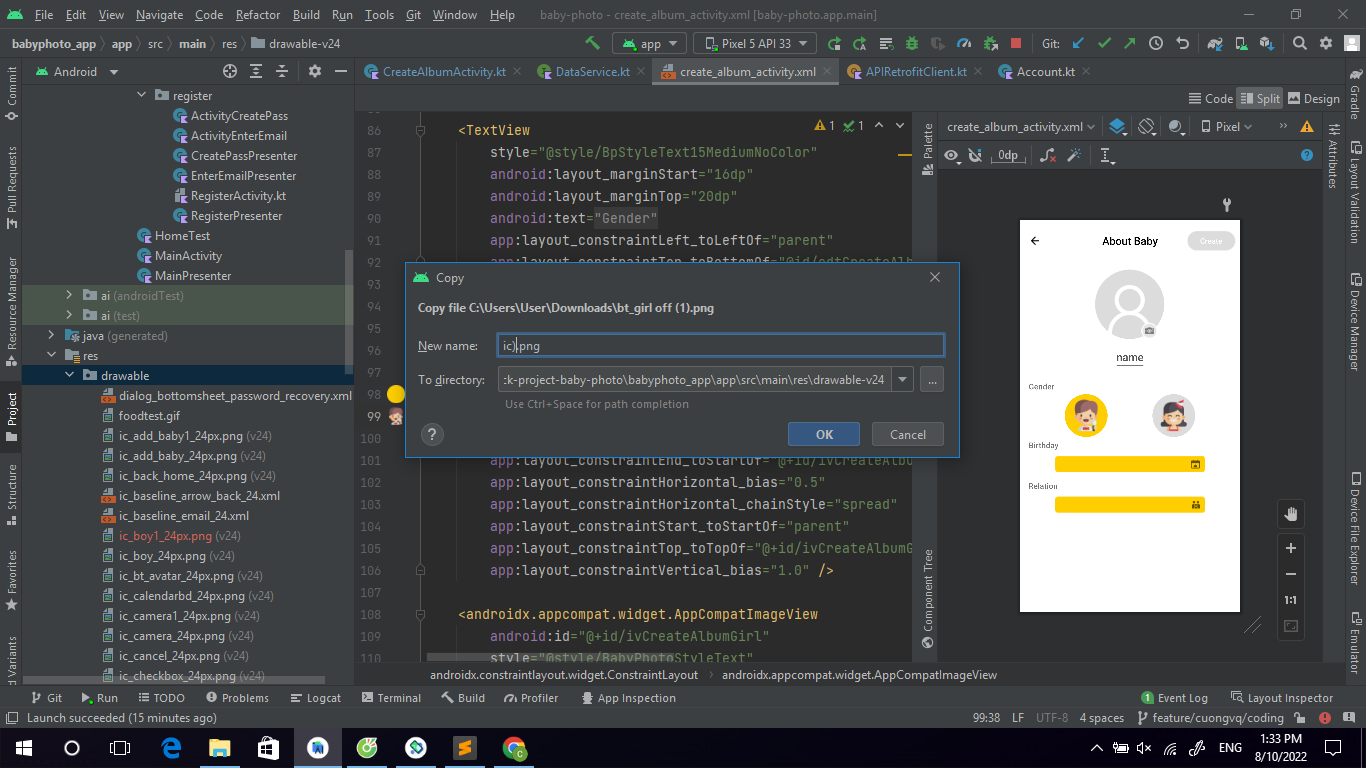 File Edit View Navigate Code Refactor Build Run Tools Git Window Help baby-photo - create_album_activity.xml [baby-photo.app.main]
babyphoto_app app src main res drawable-v24 app Pixel 5 API 33 Git:
Android
CreateAlbumActivity.kt DataService.kt create_album_activity.xml APIRetrofitClient.kt Account.kt
Code Split Design
Commit
Pull Requests
Resource Manager
Project
Structure
Favorites
d Variants
register
ActivityCreatePass
ActivityEnterEmail
CreatePassPresenter
EnterEmailPresenter
RegisterActivity.kt
RegisterPresenter
HomeTest
MainActivity
MainPresenter
ai (androidTest)
ai (test)
java (generated)
res
drawable
dialog_bottomsheet_password_recovery.xml
foodtest.gif
ic_add_baby1_24px.png (v24)
ic_add_baby_24px.png (v24)
ic_back_home_24px.png (v24)
ic_baseline_arrow_back_24.xml
ic_baseline_email_24.xml
ic_boy1_24px.png (v24)
ic_boy_24px.png (v24)
ic_bt_avatar_24px.png (v24)
ic_calendarbd_24px.png (v24)
ic_camera1_24px.png (v24)
ic_camera_24px.png (v24)
ic_cancel_24px.png (v24)
ic_checkbox_24px.png (v24)
1 1
86 <TextView
87 style="@style/BpStyleText15MediumNoColor"
88 android:layout_marginStart="16dp"
89 android:layout_marginTop="20dp"
90 android:text="Gender"
91 app:layout_constraintLeft_toLeftOf="parent"
92 app:layout_constraintTop_toBottomOf="@id/edtCreateAlb
93
94
95
96
97
98
99
100
101 app:layout_constraintEnd_toStartOf="@+id/ivCreateAlbu
102 app:layout_constraintHorizontal_bias="0.5"
103 app:layout_constraintHorizontal_chainStyle="spread"
104 app:layout_constraintStart_toStartOf="parent"
105 app:layout_constraintTop_toTopOf="@+id/ivCreateAlbumG
106 app:layout_constraintVertical_bias="1.0" />
107
108 <androidx.appcompat.widget.AppCompatImageView
109 android:id="@+id/ivCreateAlbumGirl"
110 style="@style/BabyPhotoStyleText"
Copy
Copy file C:\Users\User\Downloads\bt_girl off (1).png
New name: ic).png
To directory: :k-project-baby-photo\babyphoto_app\app\src\main\res\drawable-v24 ...
Use Ctrl+Space for path completion
? OK Cancel
Palette
Component Tree
create_album_activity.xml Pixel
0dp
About Baby Create
name
Gender
Birthday
Relation
1:1
Attributes
Gradle
Layout Validation
Device Manager
Device File Explorer
Emulator
androidx.constraintlayout.widget.ConstraintLayout androidx.appcompat.widget.AppCompatImageView
Git Run TODO Problems Logcat Terminal Build Profiler App Inspection 1 Event Log Layout Inspector
Launch succeeded (15 minutes ago) 99:38 LF UTF-8 4 spaces feature/cuongvq/coding
ENG 1:33 PM
8/10/2022